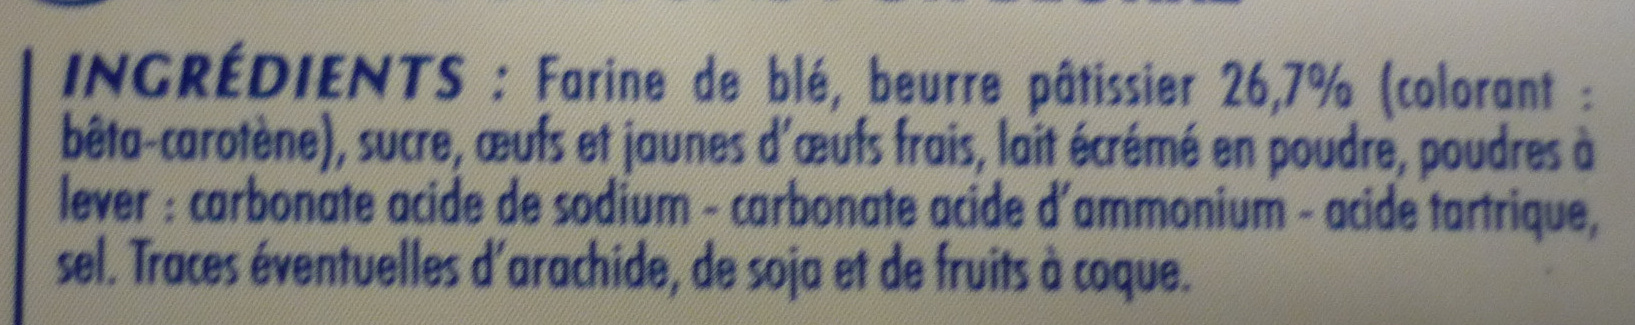 INGRÉDIENTS : Farine de blé, beurre pâtissier 26,7% (colorant :
bêta-carotène), sucre, œufs et jaunes d'œufs frais, lait écrémé en poudre, poudres à
lever : carbonate acide de sodium - carbonate acide d'ammonium - acide tartrique,
sel. Traces éventuelles d'arachide, de soja et de fruits à coque.